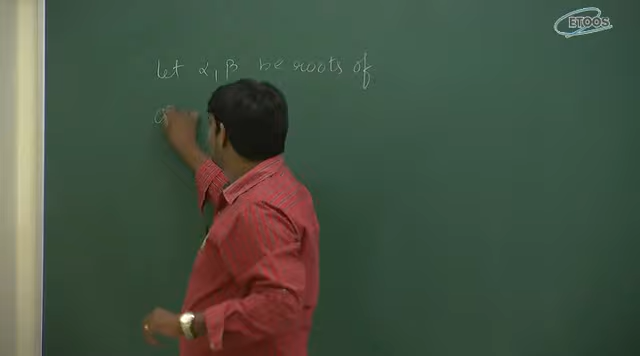 let α, β be roots of
ETOOS